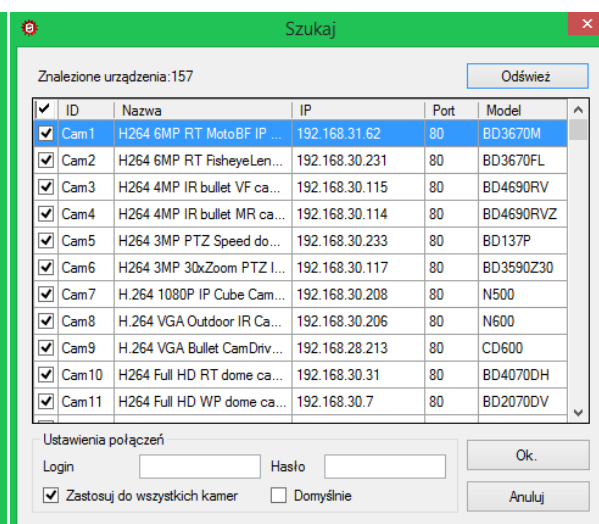 Szukaj
Znalezione urządzenia:157
Odśwież
ID Nazwa IP Port Model
Cam1 H264 6MP RT MotoBF IP ... 192.168.31.62 80 BD3670M
Cam2 H264 6MP RT FisheyeLen... 192.168.30.231 80 BD3670FL
Cam3 H264 4MP IR bullet VF ca... 192.168.30.115 80 BD4690RV
Cam4 H264 4MP IR bullet MR ca... 192.168.30.114 80 BD4690RVZ
Cam5 H264 3MP PTZ Speed do... 192.168.30.233 80 BD137P
Cam6 H264 3MP 30xZoom PTZ I... 192.168.30.117 80 BD3590Z30
Cam7 H.264 1080P IP Cube Cam... 192.168.30.208 80 N500
Cam8 H.264 VGA Outdoor IR Ca... 192.168.30.206 80 N600
Cam9 H.264 VGA Bullet CamDriv... 192.168.28.213 80 CD600
Cam10 H264 Full HD RT dome ca... 192.168.30.31 80 BD4070DH
Cam11 H264 Full HD WP dome ca... 192.168.30.7 80 BD2070DV
Ustawienia połączeń
Login Hasło
Ok.
Zastosuj do wszystkich kamer Domyślnie
Anuluj